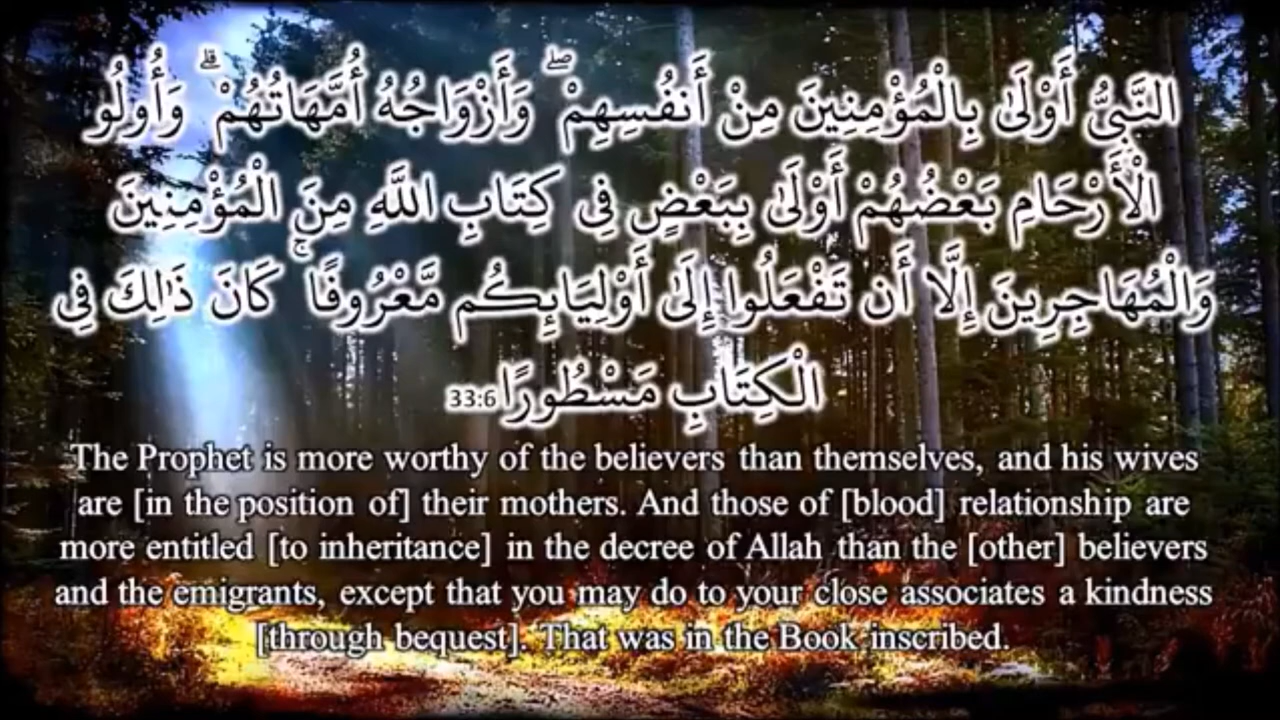 النَّبِيُّ أَوْلَىٰ بِالْمُؤْمِنِينَ مِنْ أَنفُسِهِمْ ۖ وَأَزْوَاجُهُ أُمَّهَاتُهُمْ ۗ وَأُولُو
الْأَرْحَامِ بَعْضُهُمْ أَوْلَىٰ بِبَعْضٍ فِي كِتَابِ اللَّهِ مِنَ الْمُؤْمِنِينَ
وَالْمُهَاجِرِينَ إِلَّا أَن تَفْعَلُوا إِلَىٰ أَوْلِيَائِكُم مَّعْرُوفًا ۚ كَانَ ذَٰلِكَ فِي
الْكِتَابِ مَسْطُورًا 33:6
The Prophet is more worthy of the believers than themselves, and his wives
are [in the position of] their mothers. And those of [blood] relationship are
more entitled [to inheritance] in the decree of Allah than the [other] believers
and the emigrants, except that you may do to your close associates a kindness
[through bequest]. That was in the Book inscribed.